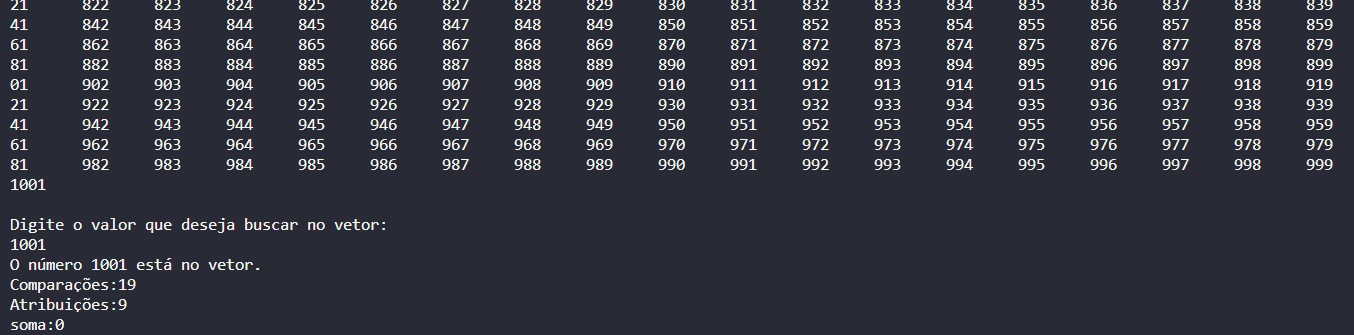 21 822 823 824 825 826 827 828 829 830 831 832 833 834 835 836 837 838 839
41 842 843 844 845 846 847 848 849 850 851 852 853 854 855 856 857 858 859
61 862 863 864 865 866 867 868 869 870 871 872 873 874 875 876 877 878 879
81 882 883 884 885 886 887 888 889 890 891 892 893 894 895 896 897 898 899
01 902 903 904 905 906 907 908 909 910 911 912 913 914 915 916 917 918 919
21 922 923 924 925 926 927 928 929 930 931 932 933 934 935 936 937 938 939
41 942 943 944 945 946 947 948 949 950 951 952 953 954 955 956 957 958 959
61 962 963 964 965 966 967 968 969 970 971 972 973 974 975 976 977 978 979
81 982 983 984 985 986 987 988 989 990 991 992 993 994 995 996 997 998 999
1001
Digite o valor que deseja buscar no vetor:
1001
O número 1001 está no vetor.
Comparações:19
Atribuições:9
soma:0